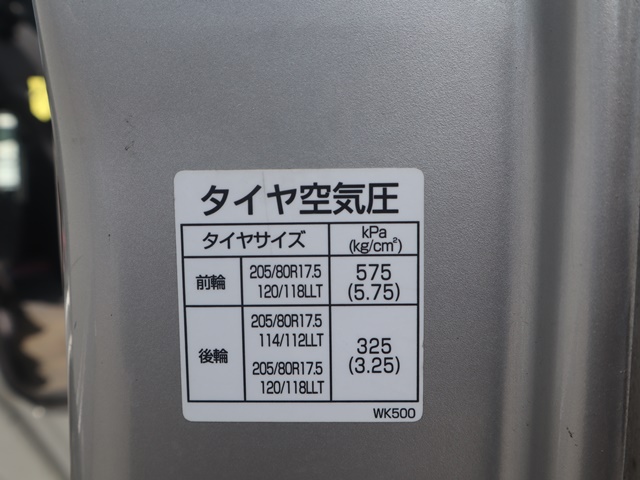 タイヤ空気圧
タイヤサイズ kPa (kg/cm²)
前輪 205/80R17.5 120/118LLT 575 (5.75)
後輪 205/80R17.5 114/112LLT 325 (3.25)
205/80R17.5 120/118LLT
WK500